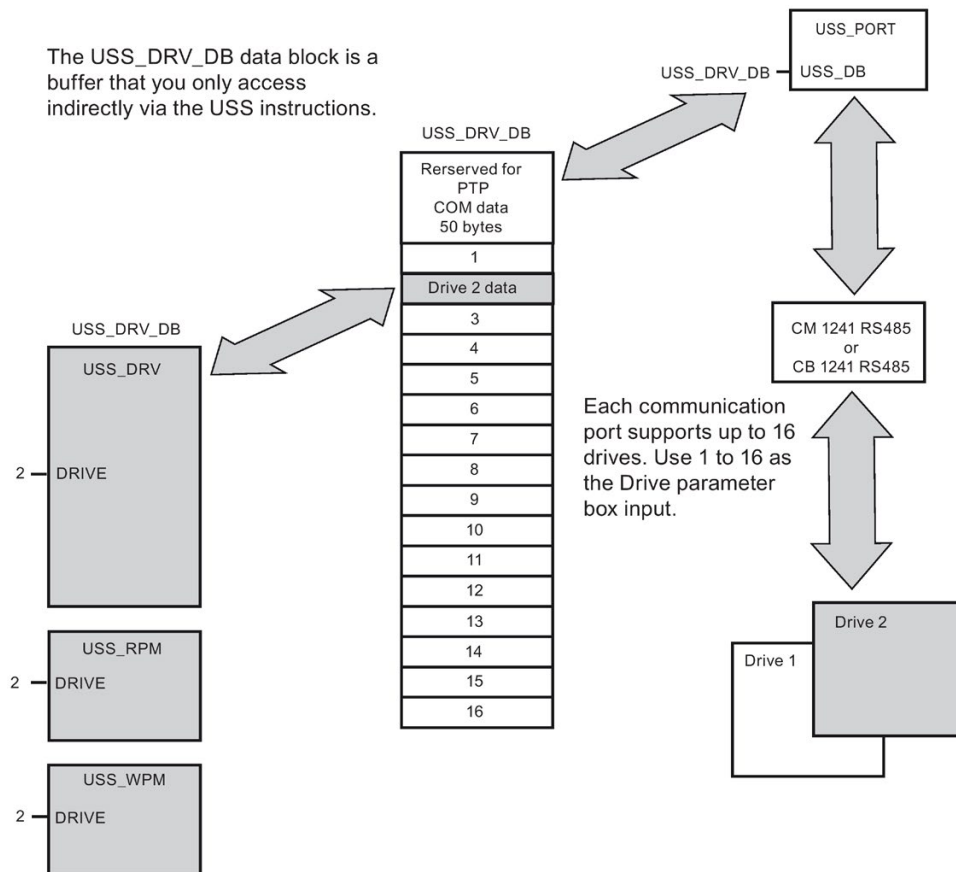 The USS_DRV_DB data block is a
buffer that you only access
indirectly via the USS instructions.
USS_PORT
USS_DRV_DB
USS_DB
USS_DRV_DB
Rerserved for
PTP
COM data
50 bytes
1
Drive 2 data
3
4
5
6
7
8
9
10
11
12
13
14
15
16
USS_DRV_DB
USS_DRV
2
DRIVE
USS_RPM
2
DRIVE
USS_WPM
2
DRIVE
CM 1241 RS485
or
CB 1241 RS485
Each communication
port supports up to 16
drives. Use 1 to 16 as
the Drive parameter
box input.
Drive 2
Drive 1